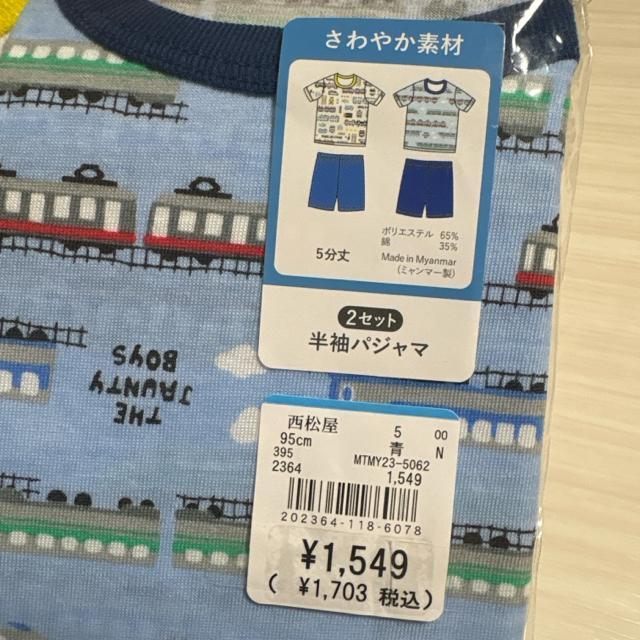 さわやか素材
5分丈
ポリエステル 65%
綿 35%
Made in Myanmar
(ミャンマー製)
2セット
半袖パジャマ
THE
JAUNTY
BOYS
西松屋 5 00
95cm 青 N
395 MTMY23-5062
2364 1,549
202364-118-6078
¥1,549
( ¥1,703 税込)